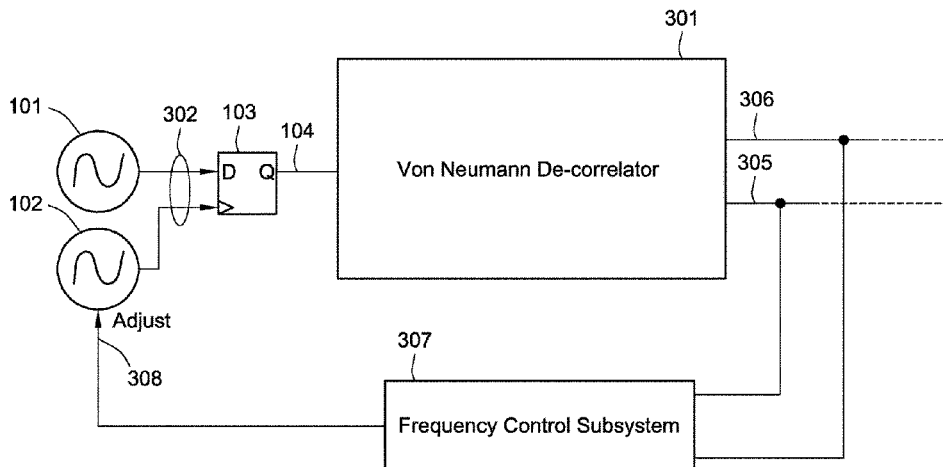 301
101
302
103
104
306
D Q
Von Neumann De-correlator
102
305
Adjust
308
307
Frequency Control Subsystem